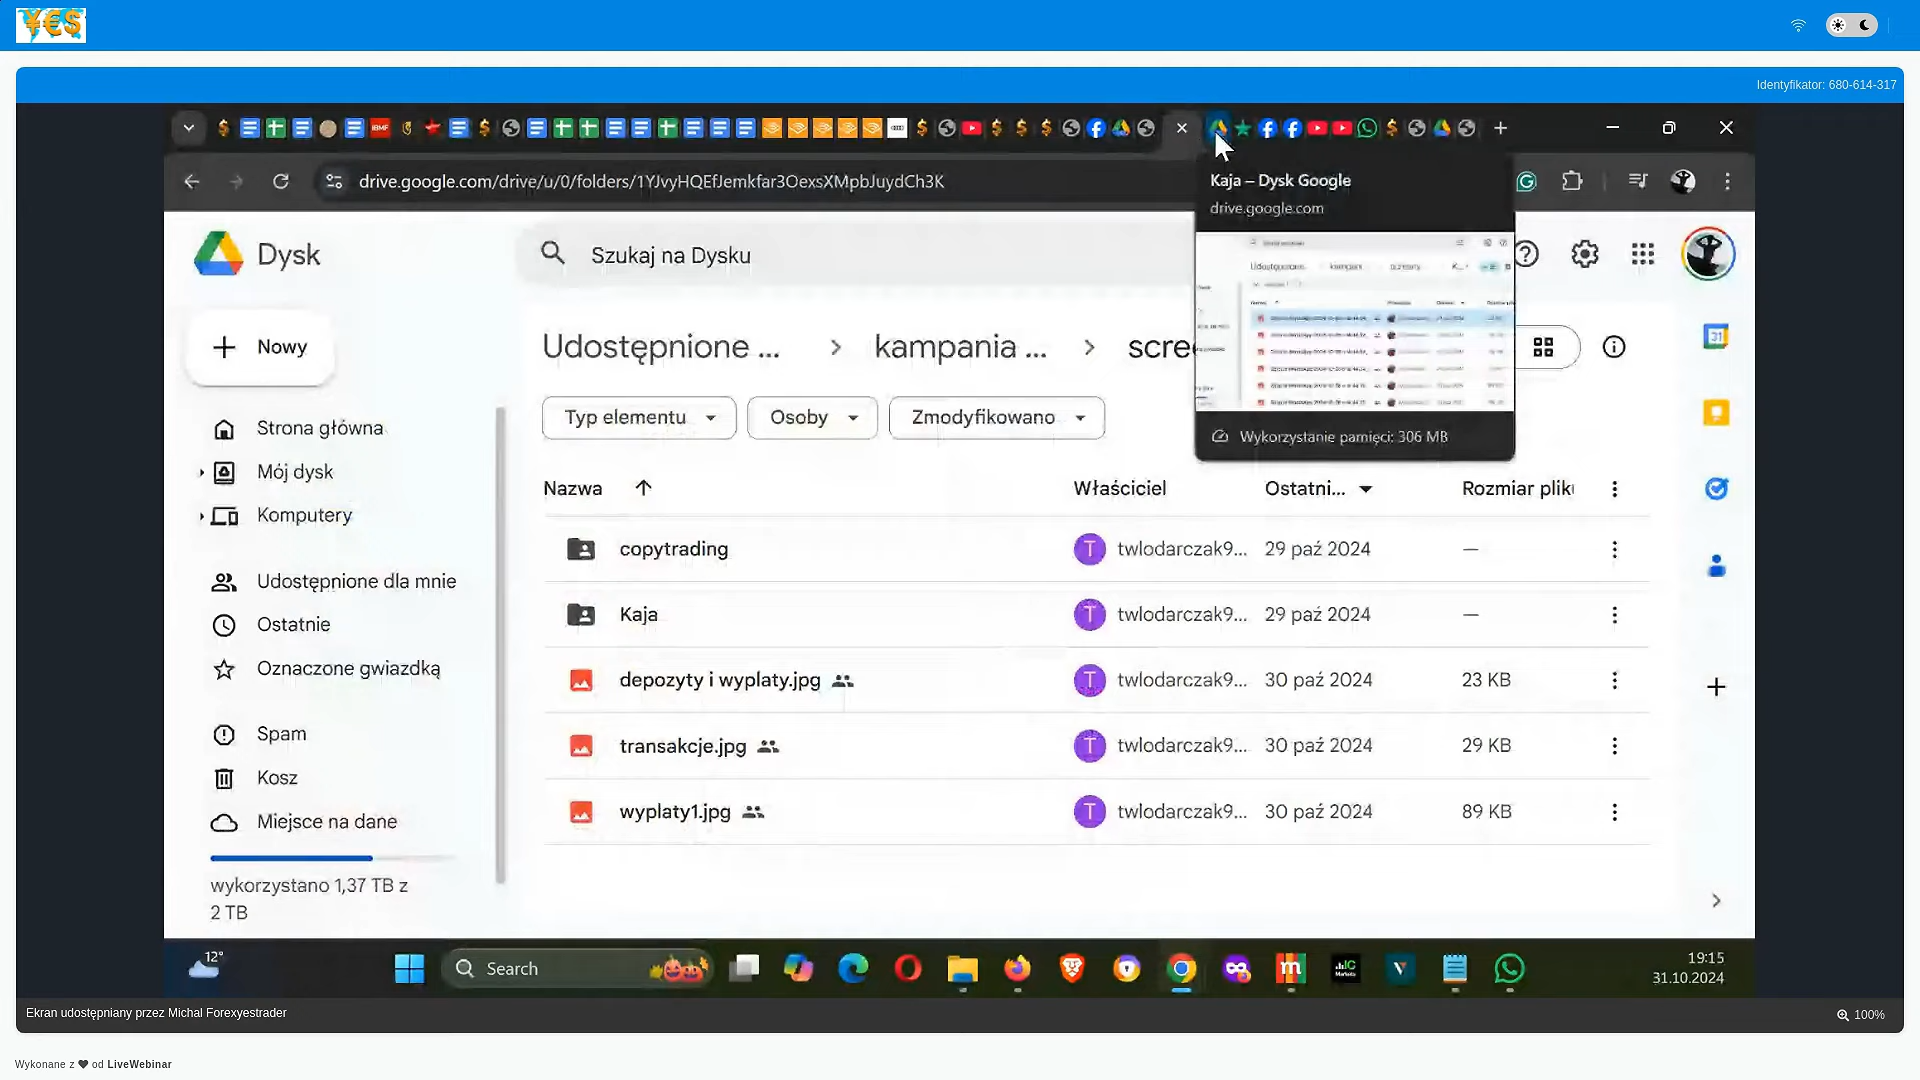 ¥€$
Identyfikator: 680-614-317
drive.google.com/drive/u/0/folders/1YJvyHQEfJemkfar3OexsXMpbJuydCh3K
Kaja – Dysk Google
drive.google.com
Wykorzystanie pamięci: 306 MB
Dysk
Szukaj na Dysku
Nowy
Udostępnione ... > kampania ... > scree
Typ elementu
Osoby
Zmodyfikowano
Strona główna
Mój dysk
Komputery
Udostępnione dla mnie
Ostatnie
Oznaczone gwiazdką
Spam
Kosz
Miejsce na dane
wykorzystano 1,37 TB z
2 TB
Nazwa Właściciel Ostatni... Rozmiar pliku
copytrading twlodarczak9... 29 paź 2024 —
Kaja twlodarczak9... 29 paź 2024 —
depozyty i wyplaty.jpg twlodarczak9... 30 paź 2024 23 KB
transakcje.jpg twlodarczak9... 30 paź 2024 29 KB
wyplaty1.jpg twlodarczak9... 30 paź 2024 89 KB
12°
Search
19:15
31.10.2024
Ekran udostępniany przez Michal Forexyestrader
100%
Wykonane z ♥ od LiveWebinar